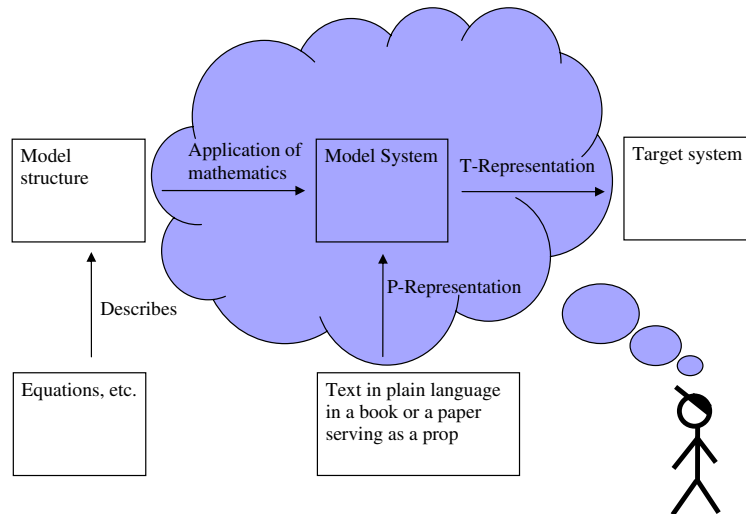 Model
structure
Application of
mathematics
Model System
T-Representation
Target system
Describes
P-Representation
Equations, etc.
Text in plain language
in a book or a paper
serving as a prop